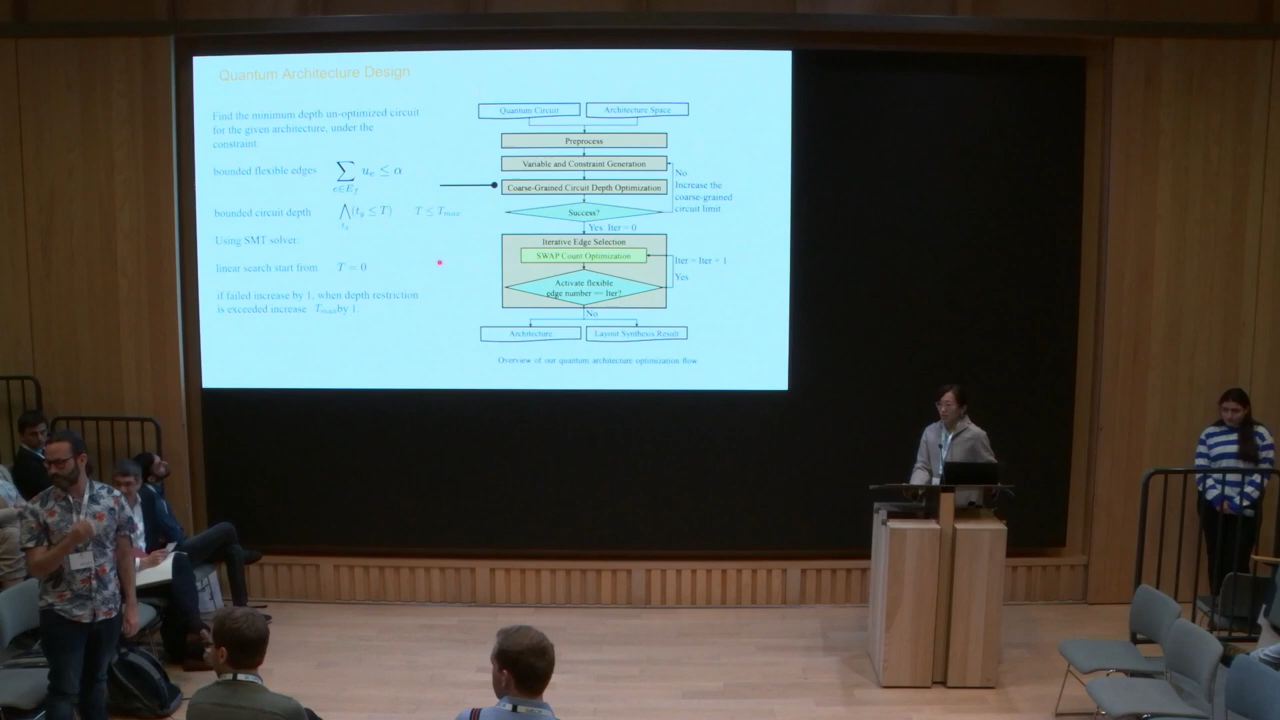 Quantum Architecture Design
Find the minimum depth un-optimized circuit
for the given architecture, under the
constraint:
bounded flexible edges ∑ e∈E_f u_e ≤ α
bounded circuit depth ⋀ t_g (t_g ≤ T) T ≤ T_max
Using SMT solver:
linear search start from T = 0
if failed increase by 1, when depth restriction
is exceeded increase T_max by 1.
Quantum Circuit
Architecture Space
Preprocess
Variable and Constraint Generation
Coarse-Grained Circuit Depth Optimization
No
Increase the
coarse-grained
circuit limit
Success?
Yes. Iter = 0
Iterative Edge Selection
SWAP Count Optimization
Iter = Iter + 1
Yes
Activate flexible
edge number == Iter?
No
Architecture
Layout Synthesis Result
Overview of our quantum architecture optimization flow